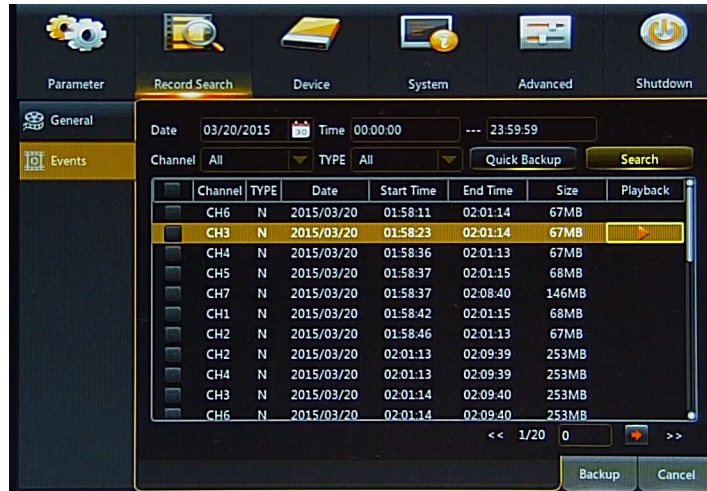 Parameter Record Search Device System Advanced Shutdown
General
Events
Date 03/20/2015 30 Time 00:00:00 --- 23:59:59
Channel All TYPE All Quick Backup Search
Channel TYPE Date Start Time End Time Size Playback
CH6 N 2015/03/20 01:58:11 02:01:14 67MB
CH3 N 2015/03/20 01:58:23 02:01:14 67MB
CH4 N 2015/03/20 01:58:36 02:01:13 67MB
CH5 N 2015/03/20 01:58:37 02:01:15 68MB
CH7 N 2015/03/20 01:58:37 02:08:40 146MB
CH1 N 2015/03/20 01:58:42 02:01:15 68MB
CH2 N 2015/03/20 01:58:46 02:01:13 67MB
CH2 N 2015/03/20 02:01:13 02:09:39 253MB
CH4 N 2015/03/20 02:01:13 02:09:39 253MB
CH3 N 2015/03/20 02:01:14 02:09:40 253MB
CH6 N 2015/03/20 02:01:14 02:09:40 253MB
<< 1/20 0 >>
Backup Cancel